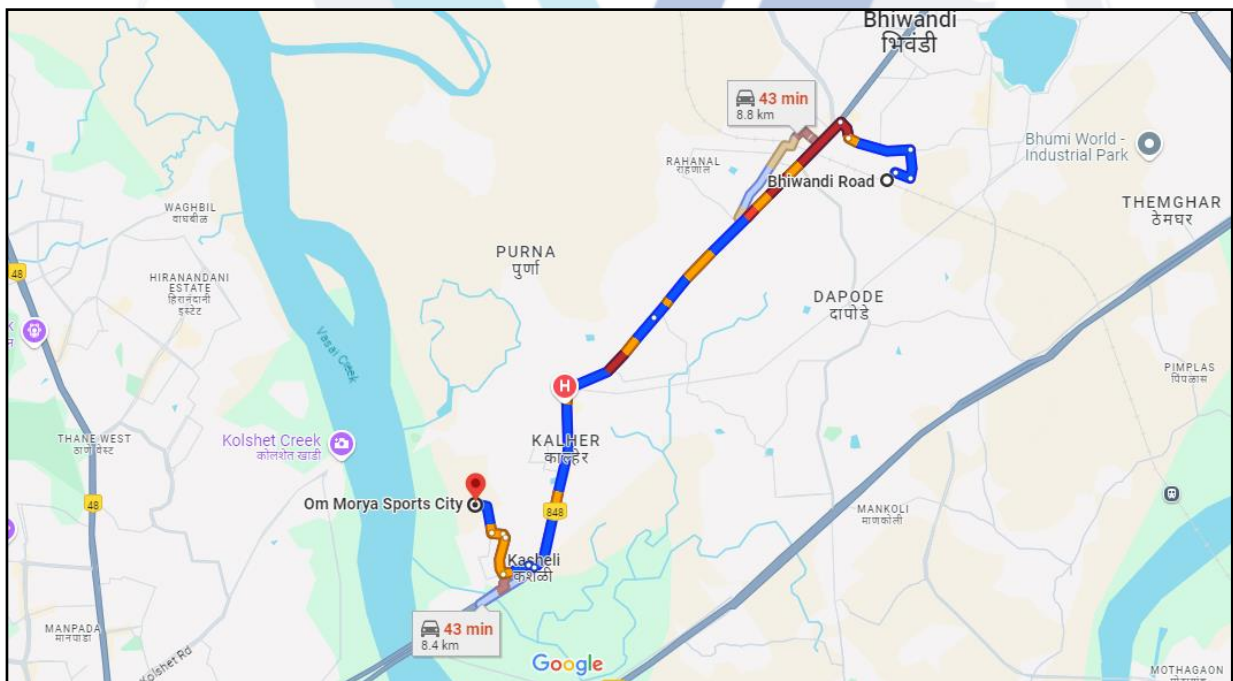 Bhiwandi
भिवंडी
43 min
8.8 km
Bhumi World -
Industrial Park
RAHANAL
राहणाल
Bhiwandi Road
THEMGHAR
ठेमघर
WAGHBIL
वाघबीळ
48
PURNA
पुर्णा
HIRANANDANI
ESTATE
हिरानंदानी
इस्टेट
DAPODE
दापोडे
Vasai Creek
PIMPLAS
पिंपळास
H
THANE WEST
ठाणे वेस्ट
Kolshet Creek
कोलशेत खाडी
KALHER
काल्हेर
Om Morya Sports City
48
848
MANKOLI
माणकोली
Kasheli
कशेळी
43 min
8.4 km
MANPADA
मानपाडा
Kolshet Rd
Google
MOTHAGAON